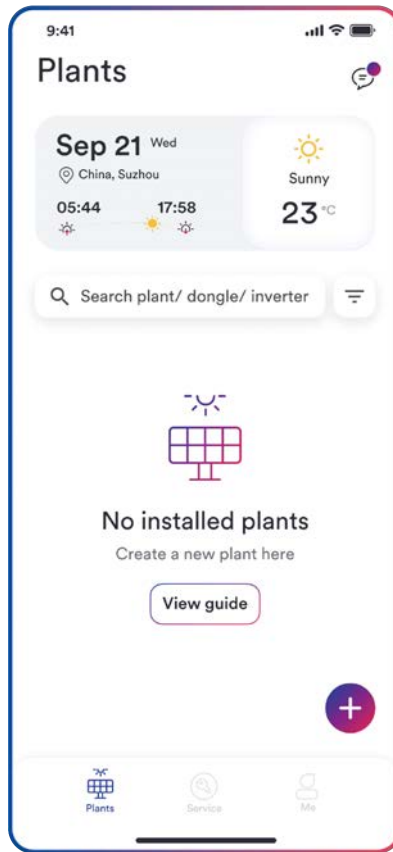 9:41
Plants
Sep 21 Wed
China, Suzhou
05:44 17:58
Sunny
23 °C
Search plant/ dongle/ inverter
No installed plants
Create a new plant here
View guide
Plants Service Me